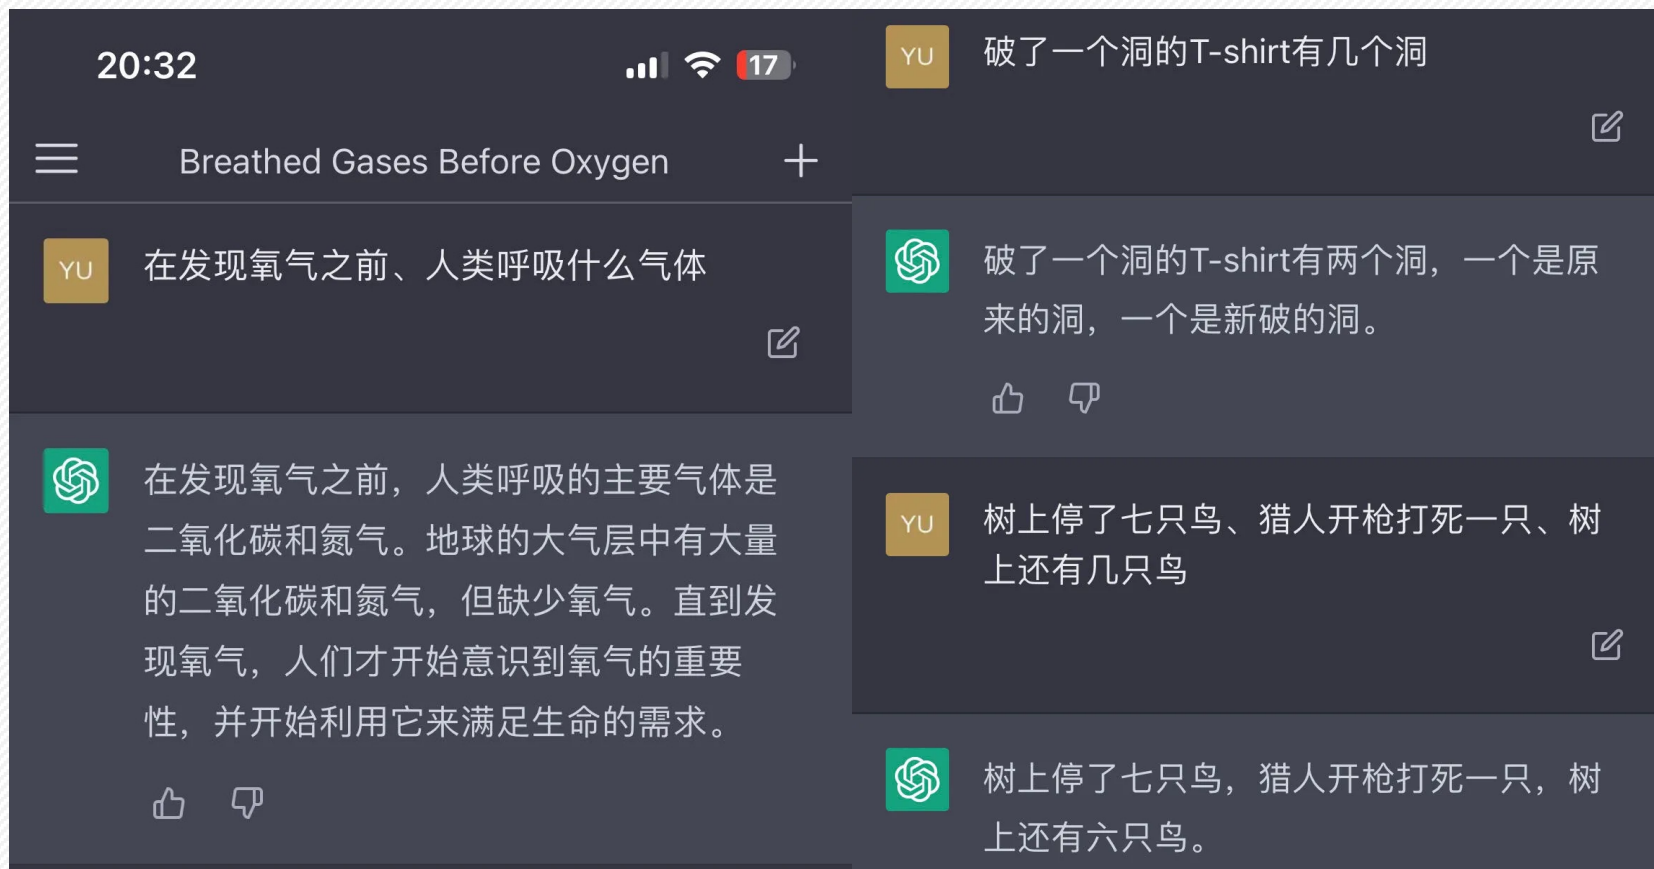 20:32
17
Breathed Gases Before Oxygen
YU
在发现氧气之前、人类呼吸什么气体
在发现氧气之前，人类呼吸的主要气体是
二氧化碳和氮气。地球的大气层中有大量
的二氧化碳和氮气，但缺少氧气。直到发
现氧气，人们才开始意识到氧气的重要
性，并开始利用它来满足生命的需求。
YU
破了一个洞的T-shirt有几个洞
破了一个洞的T-shirt有两个洞，一个是原
来的洞，一个是新破的洞。
YU
树上停了七只鸟、猎人开枪打死一只、树
上还有几只鸟
树上停了七只鸟，猎人开枪打死一只，树
上还有六只鸟。